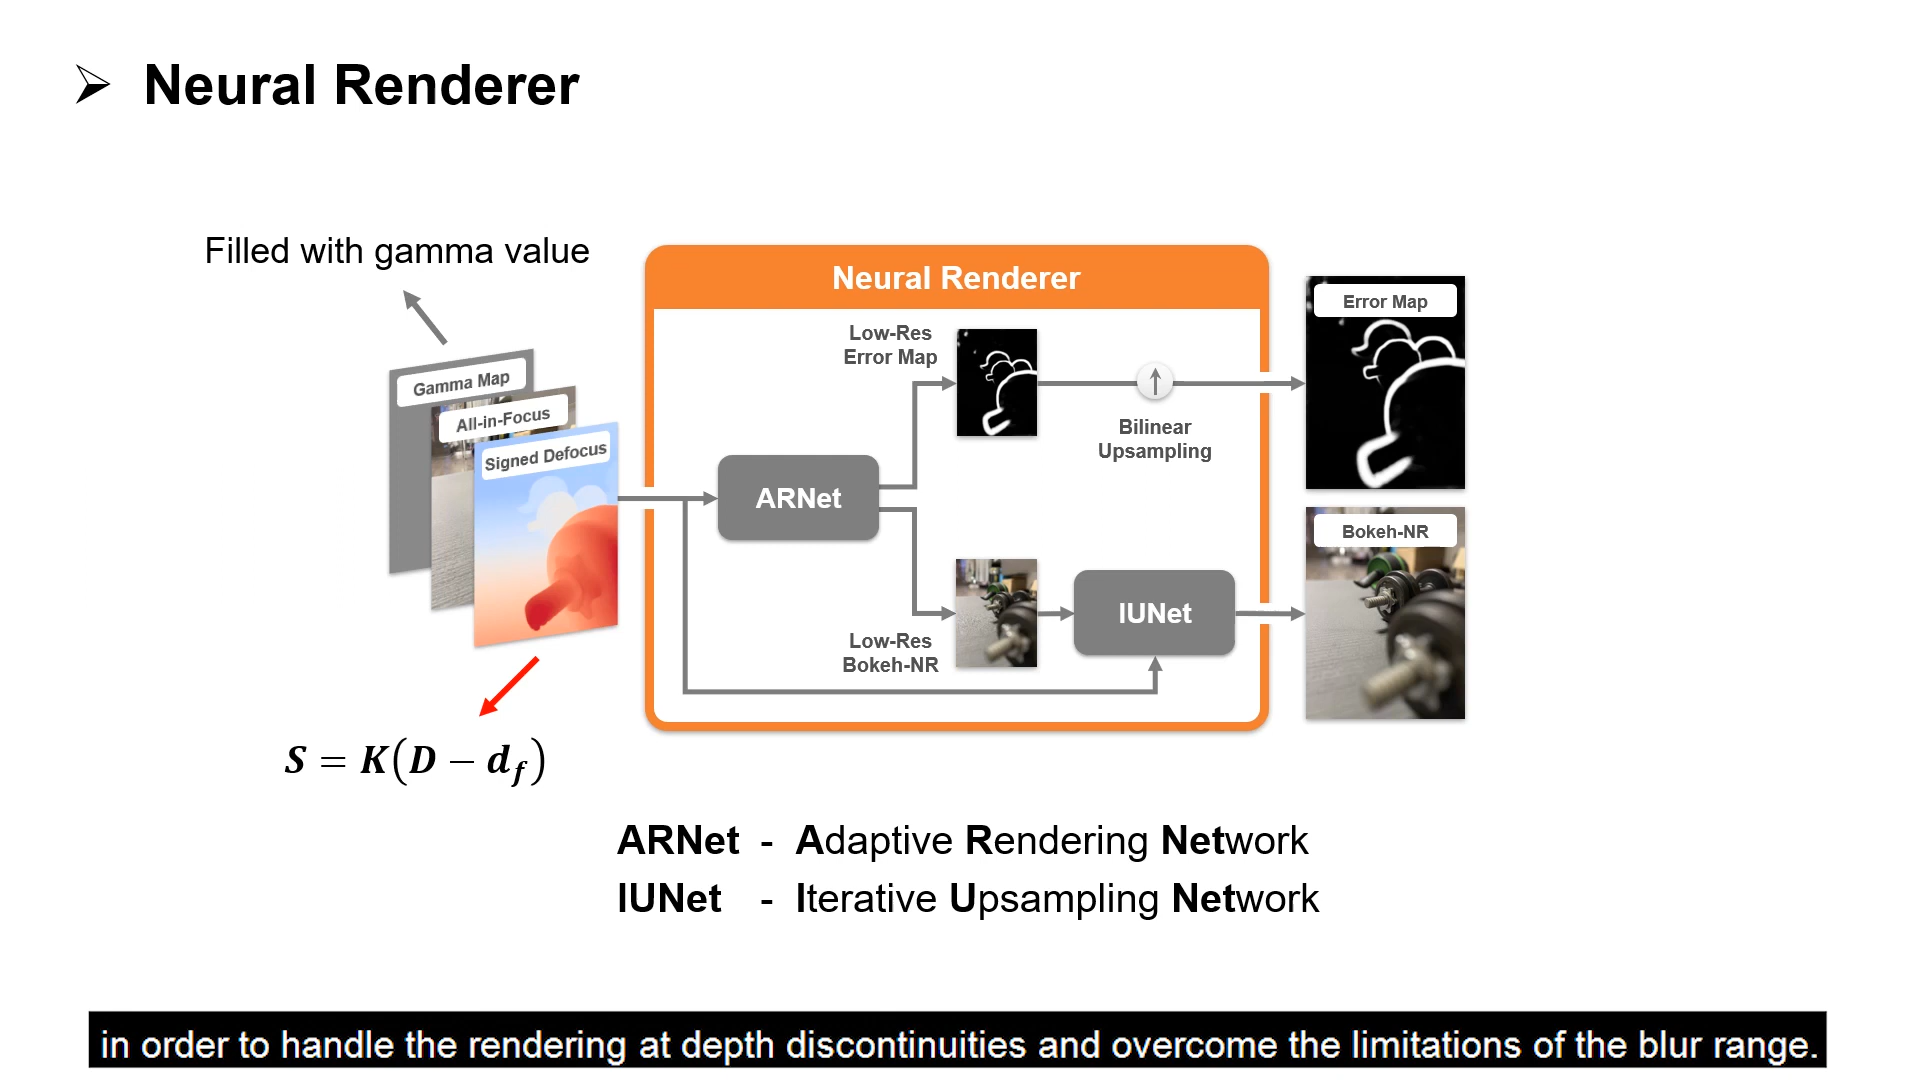 Neural Renderer
Filled with gamma value
Gamma Map
All-in-Focus
Signed Defocus
S = K(D − d_f)
Neural Renderer
Low-Res
Error Map
Bilinear
Upsampling
ARNet
Low-Res
Bokeh-NR
IUNet
Error Map
Bokeh-NR
ARNet - Adaptive Rendering Network
IUNet - Iterative Upsampling Network
in order to handle the rendering at depth discontinuities and overcome the limitations of the blur range.